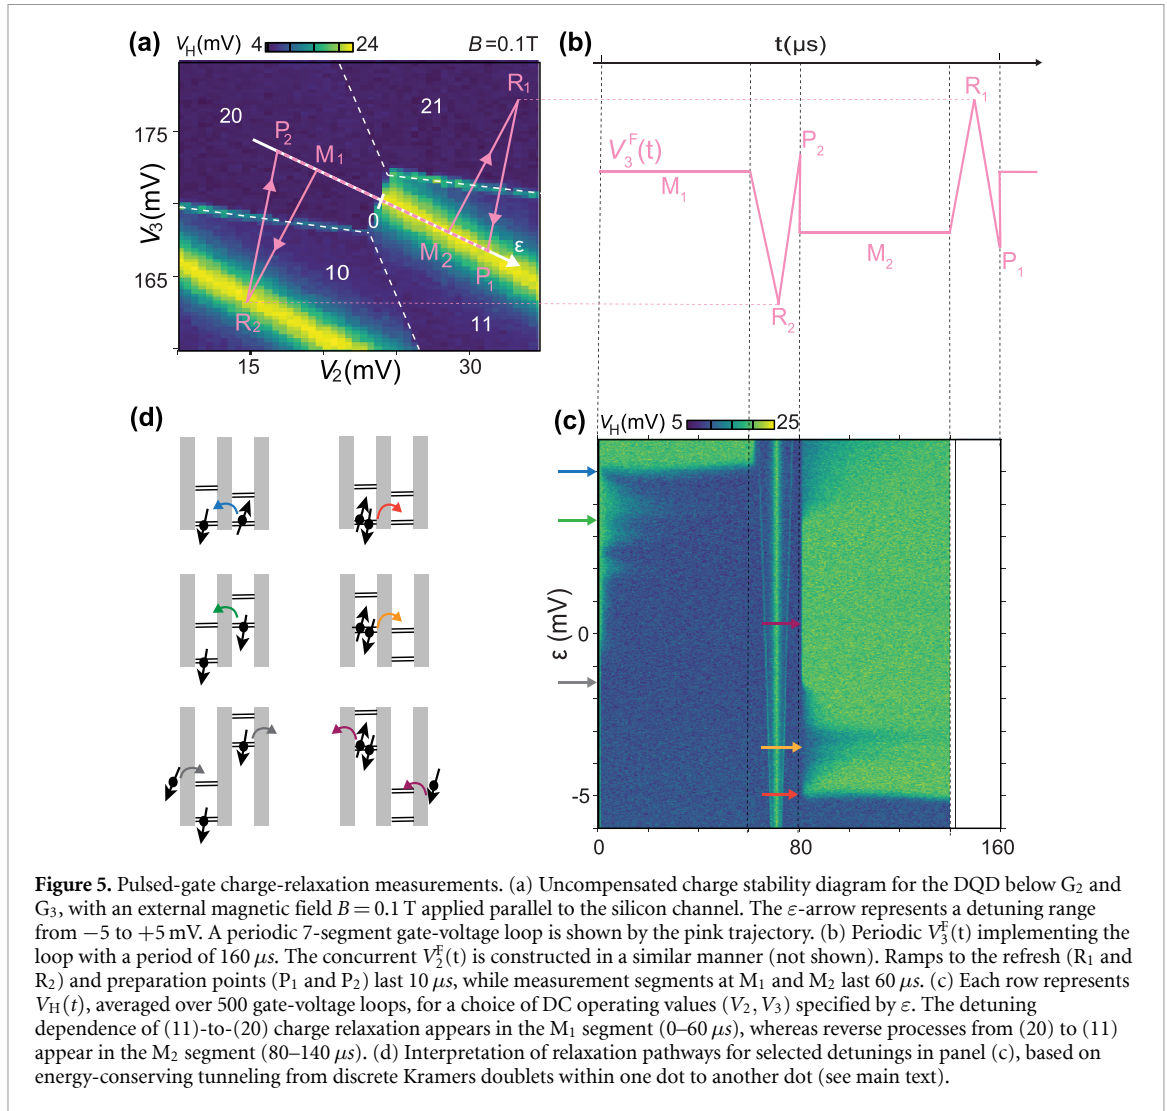 (a) V_H(mV) 4 24 B=0.1T
(b) t(μs)
20
21
R₁
P₂
M₁
175
V₃(mV)
165
0
M₂
P₁
ε
10
R₂
11
15
V₂(mV)
30
V₃ᶠ(t)
M₁
P₂
R₁
M₂
P₁
R₂
(d)
(c) V_H(mV) 5 25
ε (mV)
0
-5
0
80
160
Figure 5. Pulsed-gate charge-relaxation measurements. (a) Uncompensated charge stability diagram for the DQD below G₂ and
G₃, with an external magnetic field B = 0.1 T applied parallel to the silicon channel. The ε-arrow represents a detuning range
from −5 to +5 mV. A periodic 7-segment gate-voltage loop is shown by the pink trajectory. (b) Periodic V₃ᶠ(t) implementing the
loop with a period of 160 μs. The concurrent V₂ᶠ(t) is constructed in a similar manner (not shown). Ramps to the refresh (R₁ and
R₂) and preparation points (P₁ and P₂) last 10 μs, while measurement segments at M₁ and M₂ last 60 μs. (c) Each row represents
V_H(t), averaged over 500 gate-voltage loops, for a choice of DC operating values (V₂, V₃) specified by ε. The detuning
dependence of (11)-to-(20) charge relaxation appears in the M₁ segment (0–60 μs), whereas reverse processes from (20) to (11)
appear in the M₂ segment (80–140 μs). (d) Interpretation of relaxation pathways for selected detunings in panel (c), based on
energy-conserving tunneling from discrete Kramers doublets within one dot to another dot (see main text).